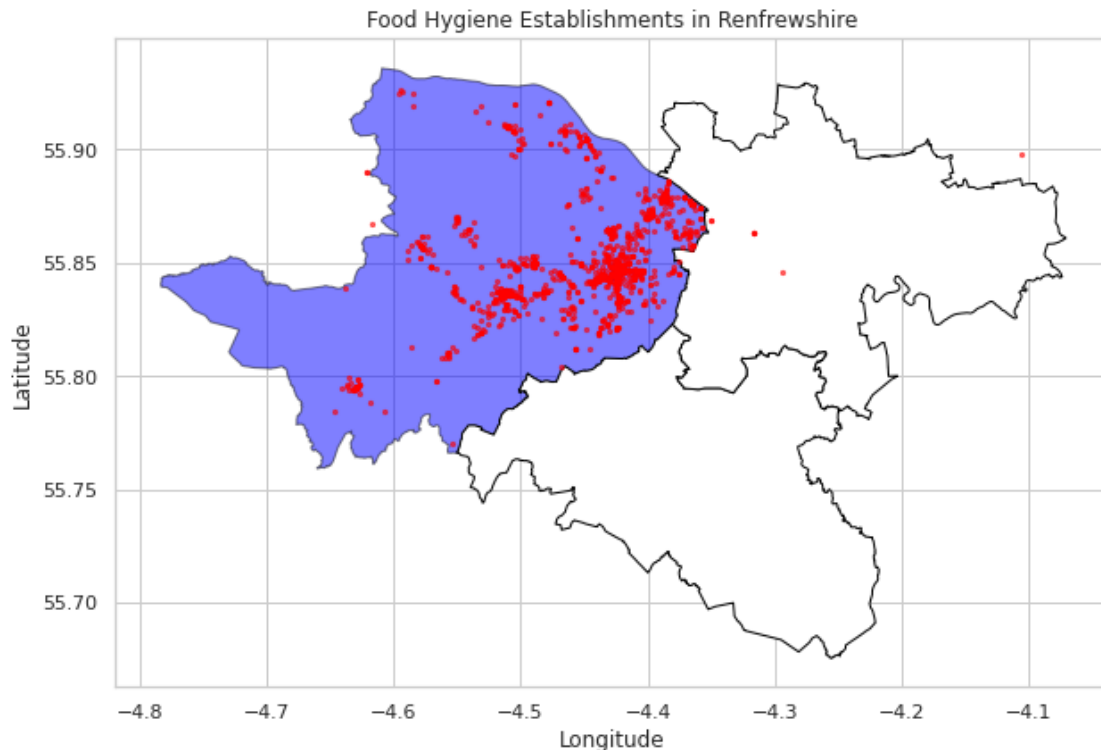 Food Hygiene Establishments in Renfrewshire
Latitude
55.90
55.85
55.80
55.75
55.70
−4.8 −4.7 −4.6 −4.5 −4.4 −4.3 −4.2 −4.1
Longitude